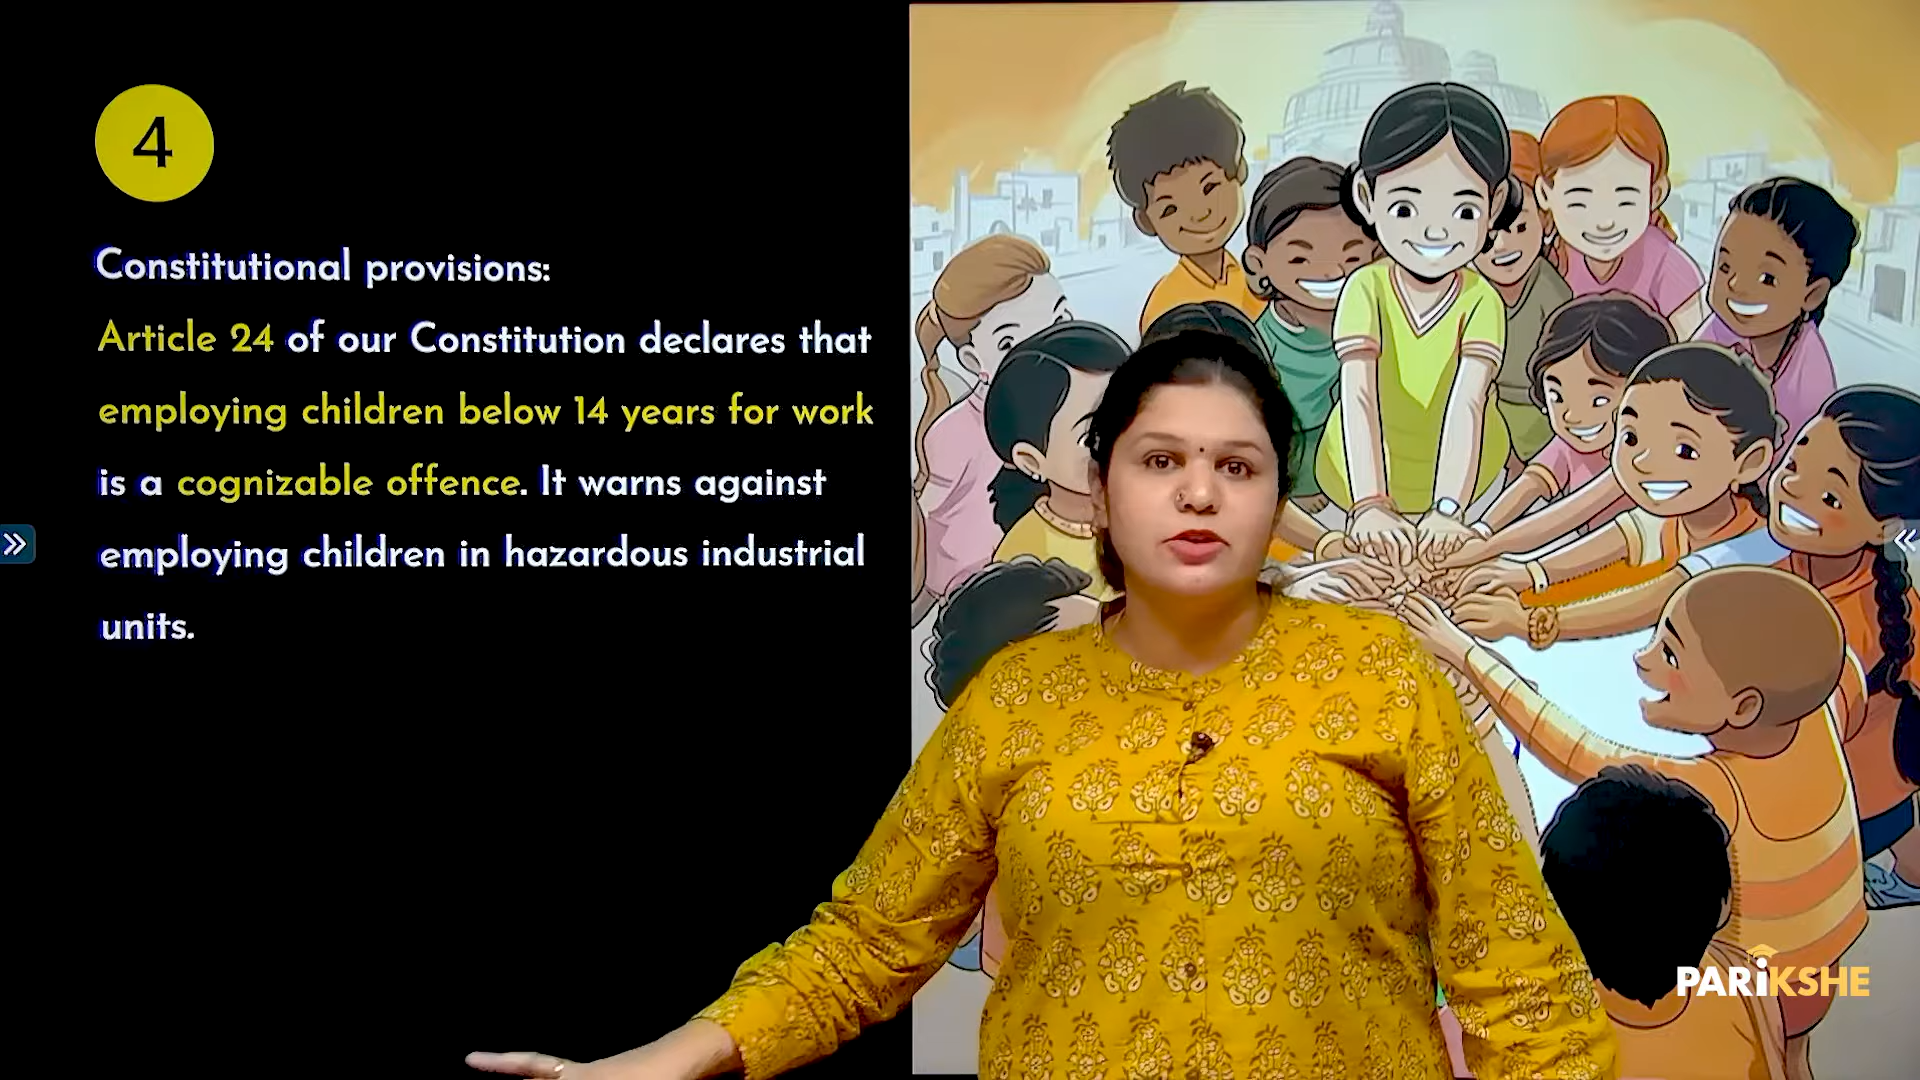 4
Constitutional provisions:
Article 24 of our Constitution declares that
employing children below 14 years for work
is a cognizable offence. It warns against
employing children in hazardous industrial
units.
PARiKSHE